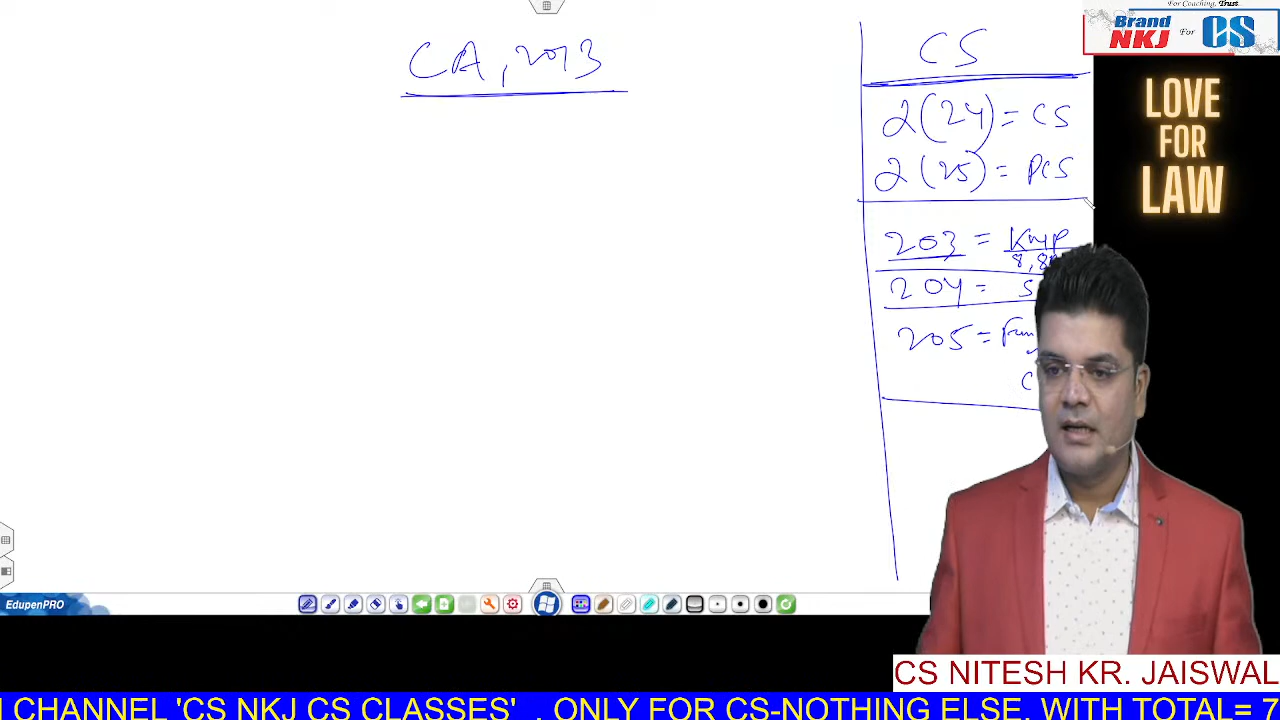 CA, 2013
CS
2(24) = CS
2(25) = PCS
203 = KMP
8, 8
204 = S
205 =
C
For Coaching, Trust
Brand
NKJ For CS
LOVE
FOR
LAW
EdupenPRO
CS NITESH KR. JAISWAL
CHANNEL 'CS NKJ CS CLASSES' , ONLY FOR CS-NOTHING ELSE, WITH TOTAL = 7